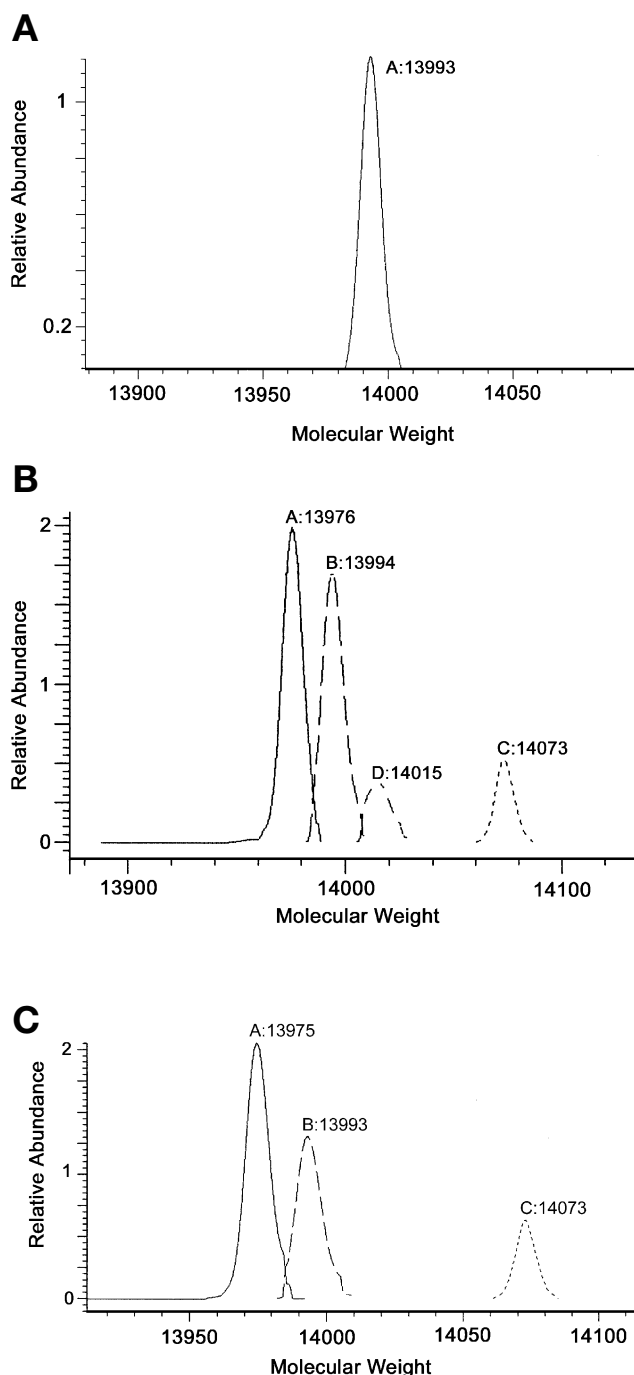 A
A:13993
1
0.2
Relative Abundance
13900 13950 14000 14050
Molecular Weight
B
A:13976
B:13994
D:14015
C:14073
2
1
0
Relative Abundance
13900 14000 14100
Molecular Weight
C
A:13975
B:13993
C:14073
2
1
0
Relative Abundance
13950 14000 14050 14100
Molecular Weight